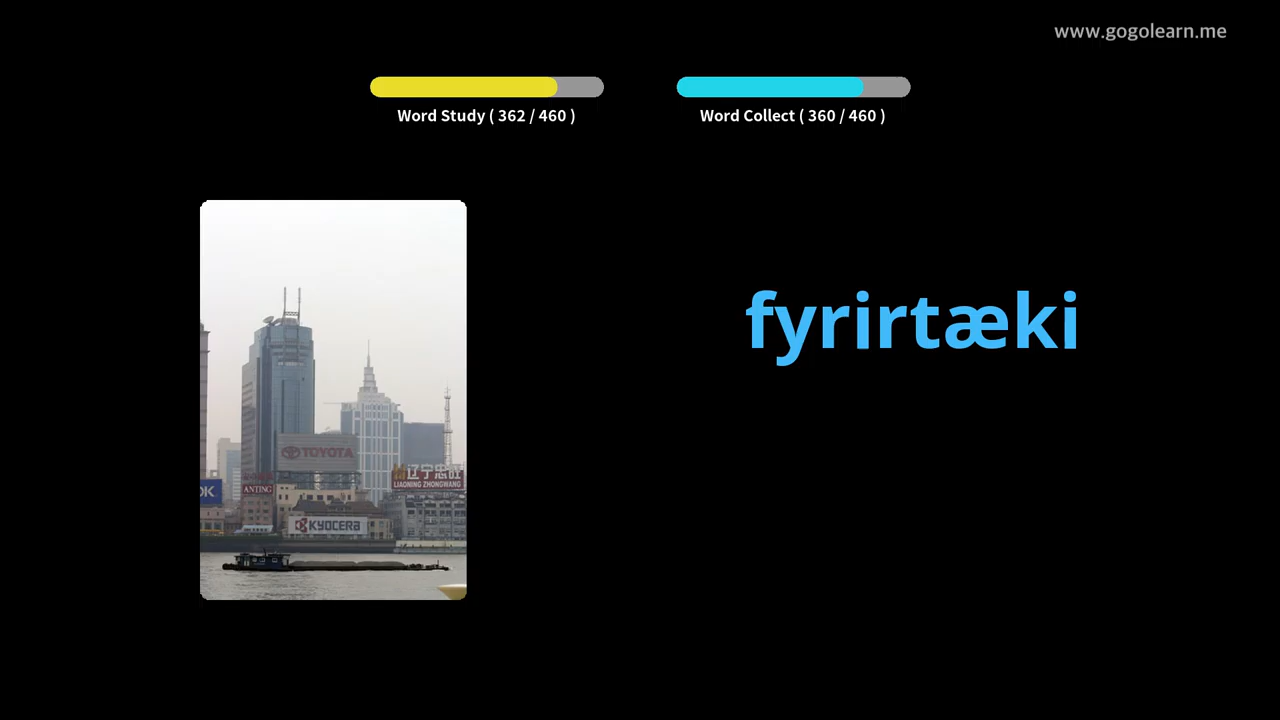 www.gogolearn.me
Word Study ( 362 / 460 )
Word Collect ( 360 / 460 )
fyrirtæki
TOYOTA
OK
ANTING
辽宁忠旺
LIAONING ZHONGWANG
KYOCERA